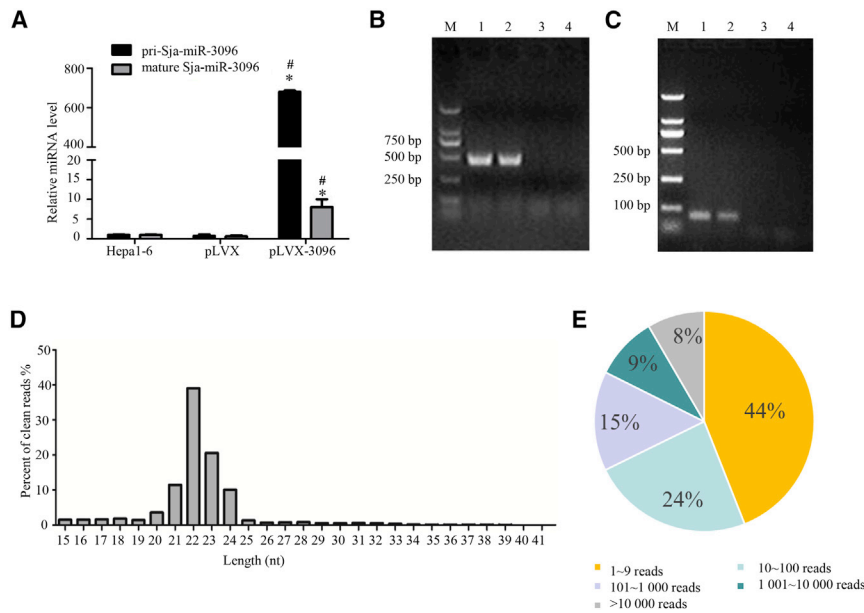 A
pri-Sja-miR-3096
mature Sja-miR-3096
Relative miRNA level
800
600
400
20
15
10
5
0
#
*
#
*
Hepa1-6 pLVX pLVX-3096
B
M 1 2 3 4
750 bp
500 bp
250 bp
C
M 1 2 3 4
500 bp
250 bp
100 bp
D
Percent of clean reads %
50
40
30
20
10
0
15 16 17 18 19 20 21 22 23 24 25 26 27 28 29 30 31 32 33 34 35 36 37 38 39 40 41
Length (nt)
E
8%
9%
44%
15%
24%
1~9 reads 10~100 reads
101~1 000 reads 1 001~10 000 reads
>10 000 reads